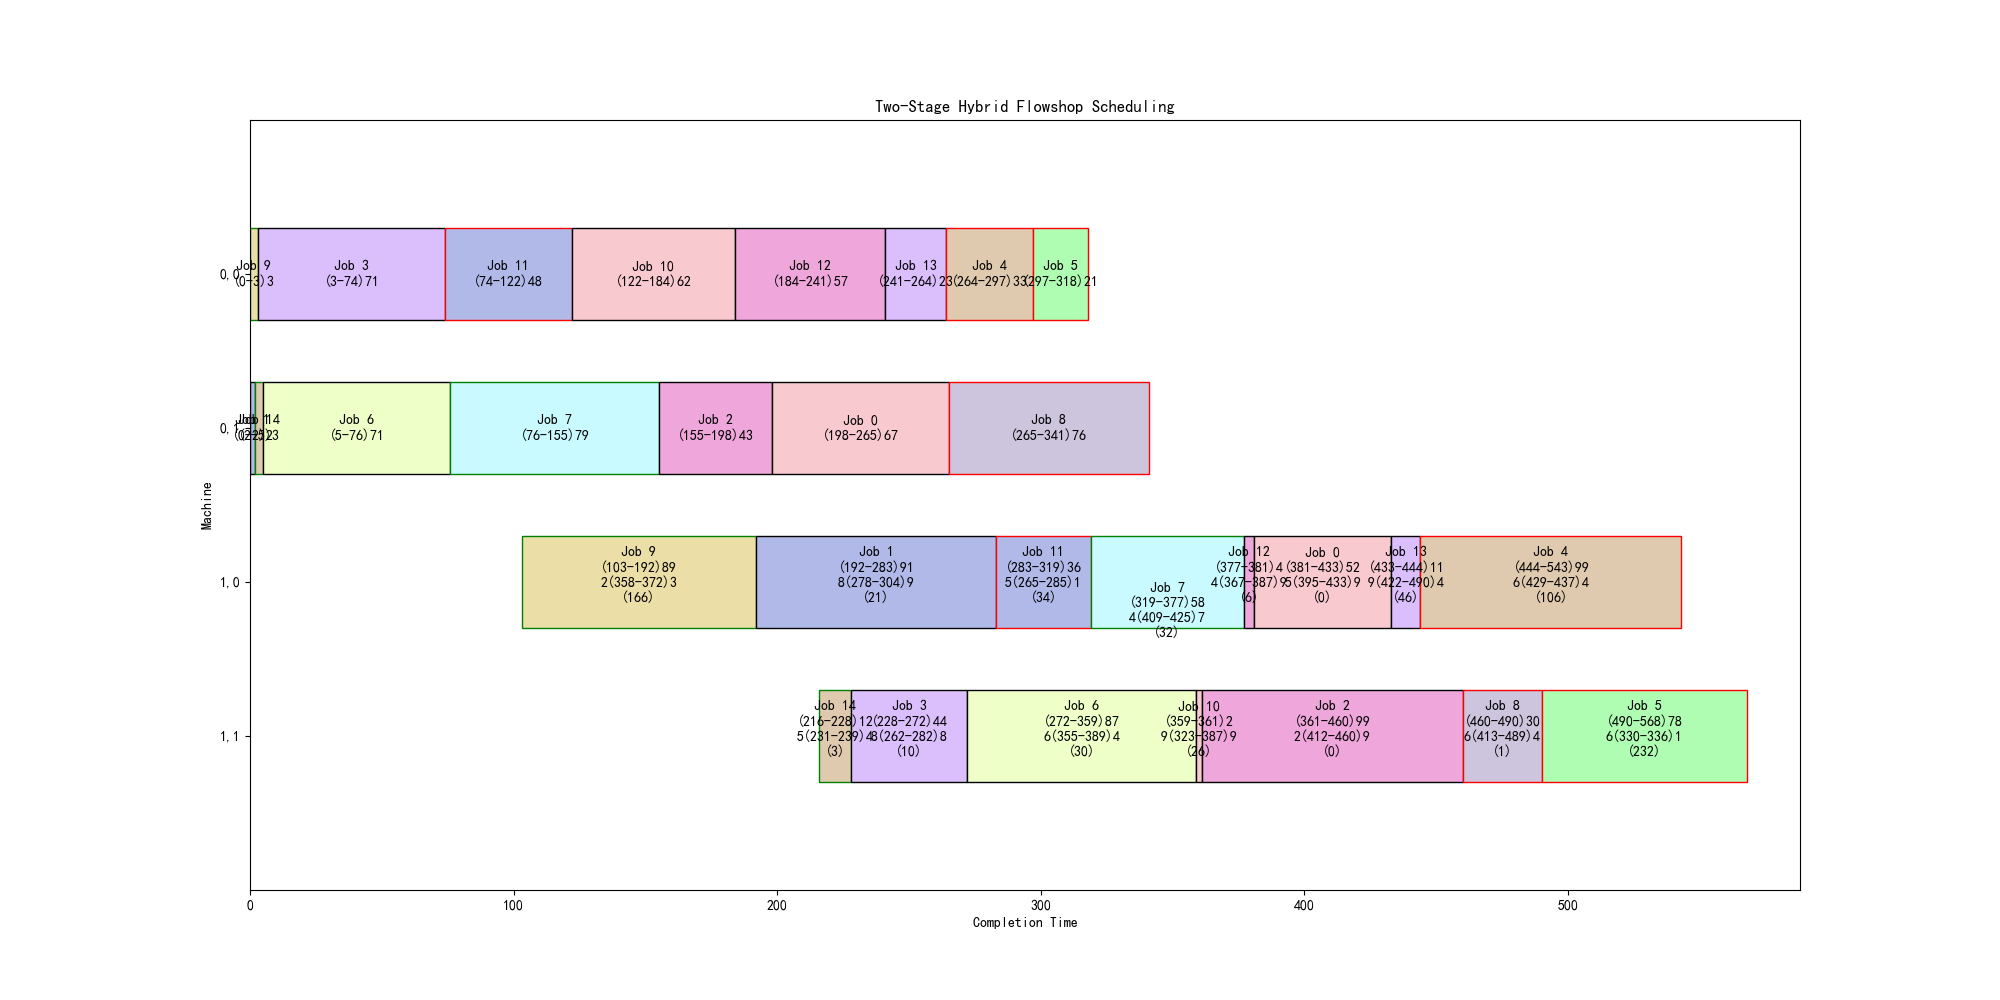 Two-Stage Hybrid Flowshop Scheduling
Machine
0,0
Job 9
(0-3)3
Job 3
(3-74)71
Job 11
(74-122)48
Job 10
(122-184)62
Job 12
(184-241)57
Job 13
(241-264)23
Job 4
(264-297)33
Job 5
(297-318)21
0,1
Job 14
Job 6
(5-76)71
Job 7
(76-155)79
Job 2
(155-198)43
Job 0
(198-265)67
Job 8
(265-341)76
1,0
Job 9
(103-192)89
2(358-372)3
(166)
Job 1
(192-283)91
8(278-304)9
(21)
Job 11
(283-319)36
5(265-285)1
(34)
Job 7
(319-377)58
4(409-425)7
(32)
Job 12
(377-381)4
4(367-387)9
(6)
Job 0
(381-433)52
5(395-433)9
(0)
Job 13
(433-444)11
9(422-490)4
(46)
Job 4
(444-543)99
6(429-437)4
(106)
1,1
Job 14
(216-228)12
5(231-239)4
(3)
Job 3
(228-272)44
8(262-282)8
(10)
Job 6
(272-359)87
6(355-389)4
(30)
Job 10
(359-361)2
9(323-387)9
(26)
Job 2
(361-460)99
2(412-460)9
(0)
Job 8
(460-490)30
6(413-489)4
(1)
Job 5
(490-568)78
6(330-336)1
(232)
0
100
200
300
400
500
Completion Time